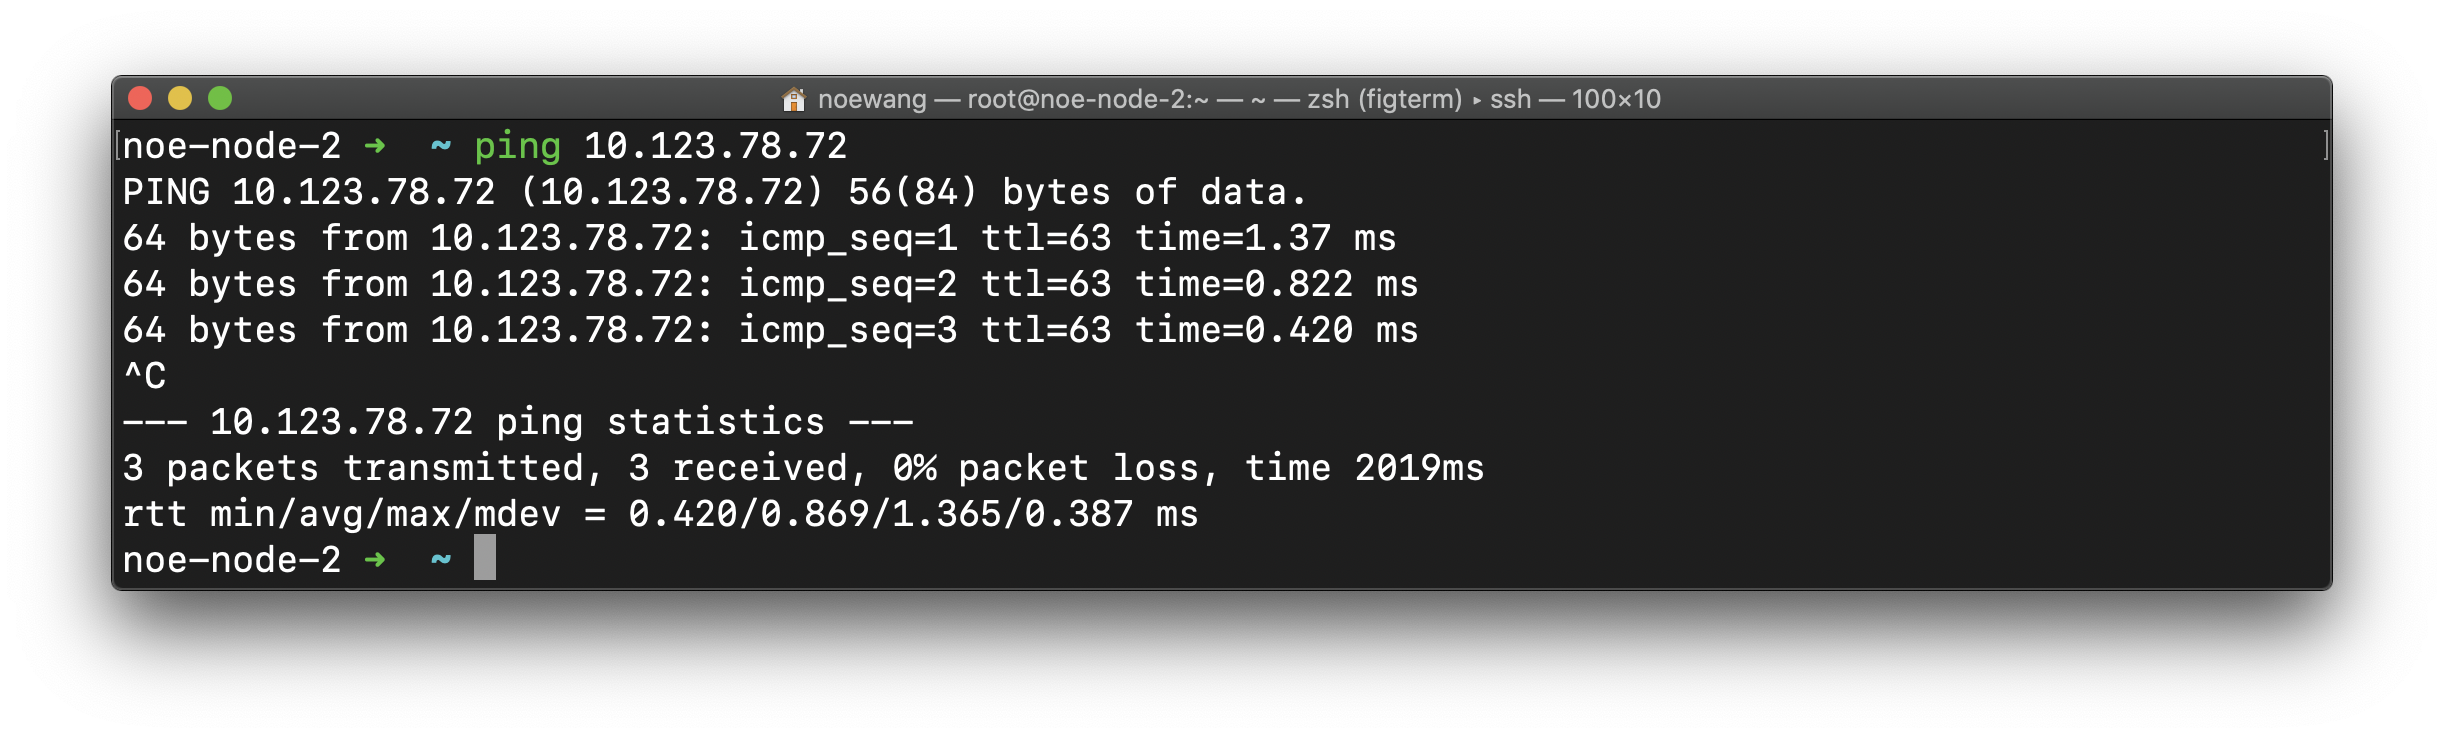 noewang — root@noe-node-2:~ — ~ — zsh (figterm) ▸ ssh — 100×10
[noe-node-2 ➜  ~ ping 10.123.78.72 ]
PING 10.123.78.72 (10.123.78.72) 56(84) bytes of data.
64 bytes from 10.123.78.72: icmp_seq=1 ttl=63 time=1.37 ms
64 bytes from 10.123.78.72: icmp_seq=2 ttl=63 time=0.822 ms
64 bytes from 10.123.78.72: icmp_seq=3 ttl=63 time=0.420 ms
^C
--- 10.123.78.72 ping statistics ---
3 packets transmitted, 3 received, 0% packet loss, time 2019ms
rtt min/avg/max/mdev = 0.420/0.869/1.365/0.387 ms
noe-node-2 ➜  ~